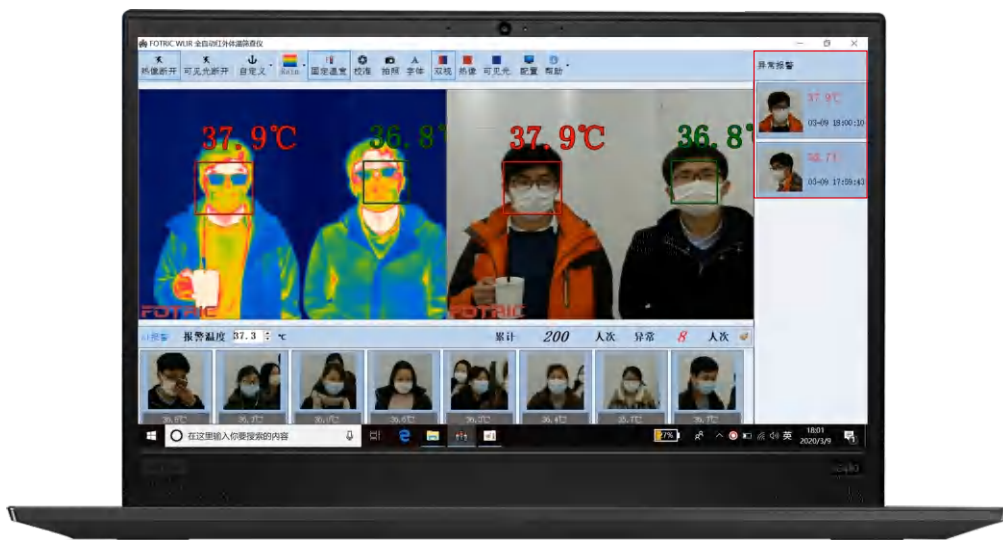 FOTRIC WLIR 全自动红外体温筛查仪
热像断开 可见光断开 自定义 固定温宽 校准 拍照 字体 双视 热像 可见光 配置 帮助
异常报警
37.9℃
03-09 18:00:10
03-09 17:59:43
37.9℃ 36.8 37.9℃ 36.8
FOTRIC FOTRIC
报警温度 37.3 ℃ 累计 200 人次 异常 8 人次
在这里输入你要搜索的内容
27% 英 18:01
2020/3/9